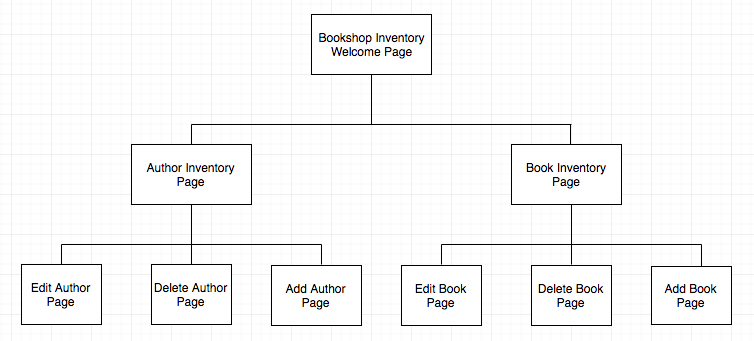 Bookshop Inventory
Welcome Page
Author Inventory
Page
Book Inventory
Page
Edit Author
Page
Delete Author
Page
Add Author
Page
Edit Book
Page
Delete Book
Page
Add Book
Page